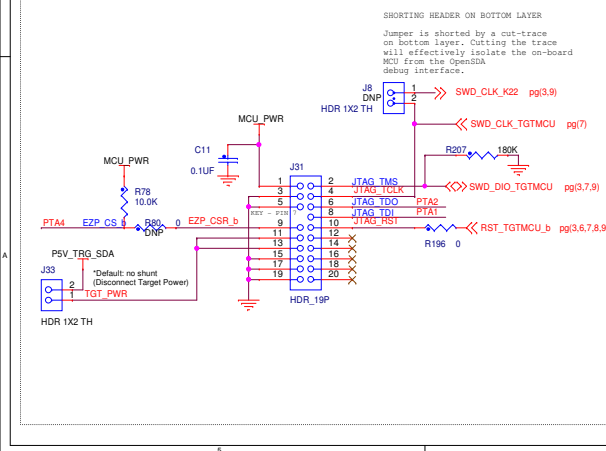 SHORTING HEADER ON BOTTOM LAYER
Jumper is shorted by a cut-trace
on bottom layer. Cutting the trace
will effectively isolate the on-board
MCU from the OpenSDA
debug interface.
J8
DNP
1
2
HDR 1X2 TH
SWD_CLK_K22 pg(3,9)
SWD_CLK_TGTMCU pg(7)
MCU_PWR
C11
0.1UF
R207
180K
MCU_PWR
R78
10.0K
J31
1
2
JTAG_TMS
SWD_DIO_TGTMCU pg(3,7,9)
3
4
JTAG_TCLK
5
6
JTAG_TDO
PTA2
KEY - PIN 7
8
JTAG_TDI
PTA1
PTA4
EZP_CS_b
R80
0
DNP
EZP_CSR_b
9
10
JTAG_RST
RST_TGTMCU_b pg(3,6,7,8,9
R196
0
11
12
13
14
15
16
17
18
19
20
HDR_19P
A
P5V_TRG_SDA
J33
*Default: no shunt
(Disconnect Target Power)
2
1
TGT_PWR
HDR 1X2 TH